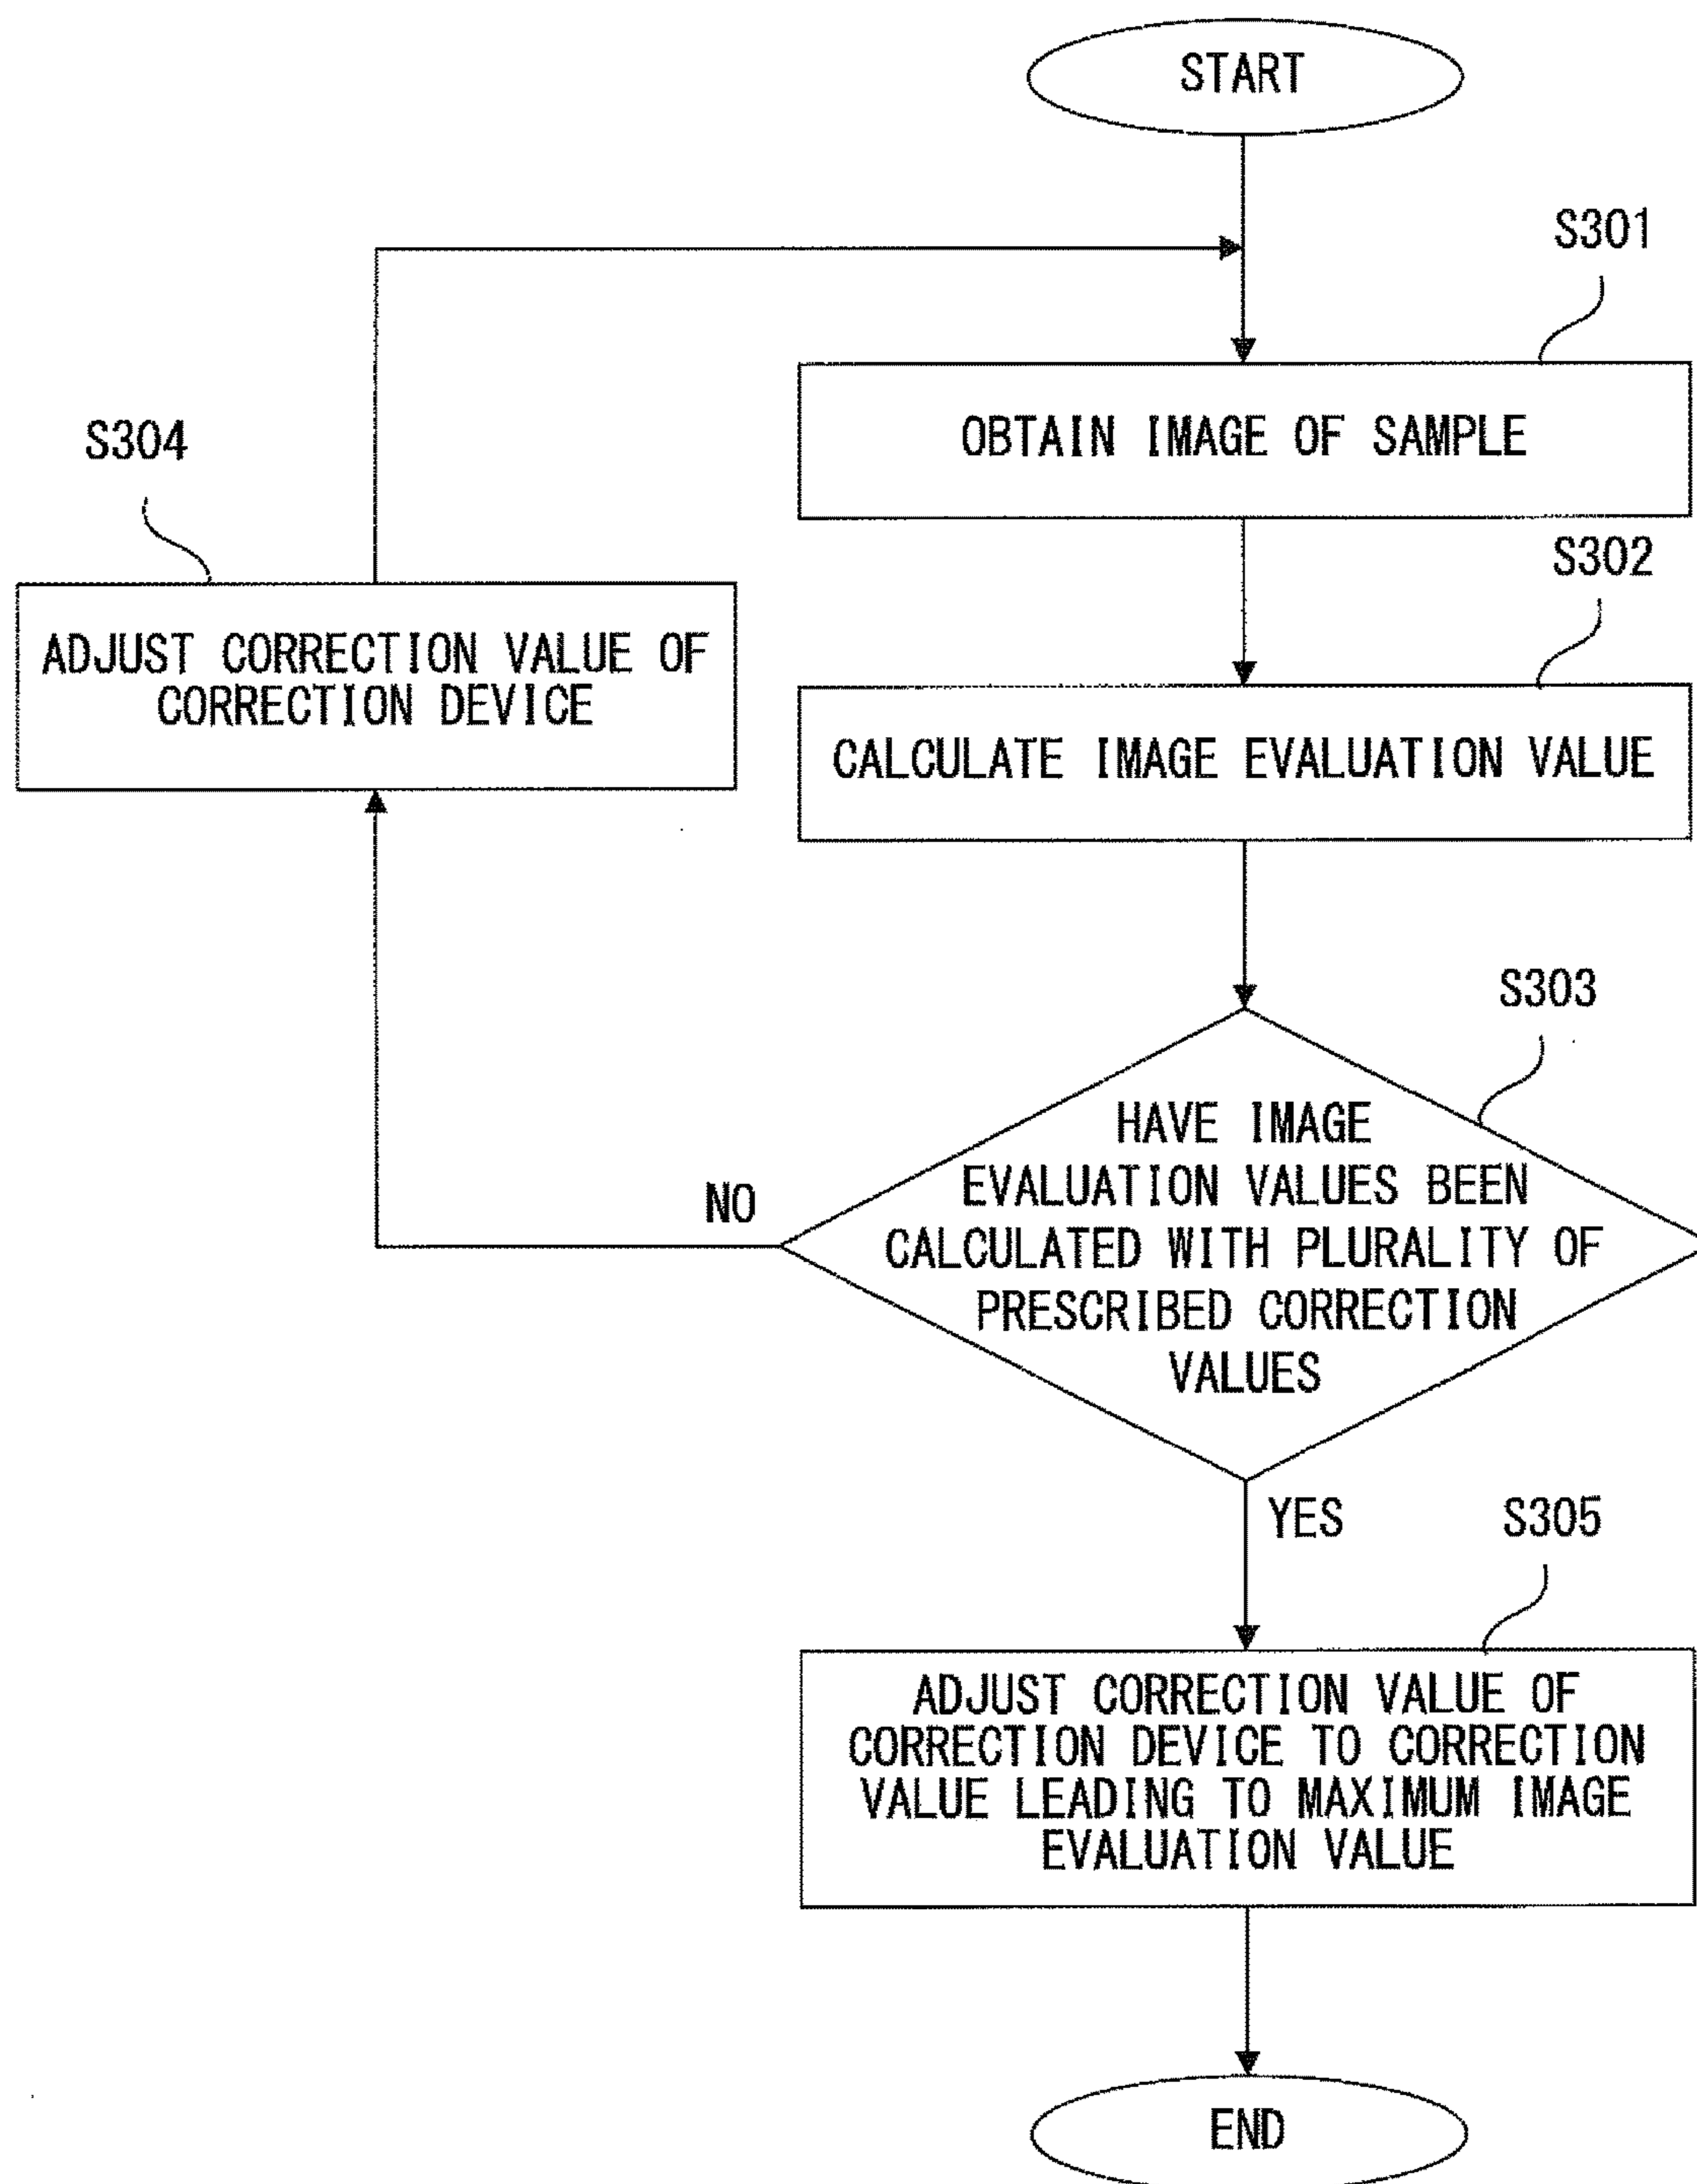 START
S301
OBTAIN IMAGE OF SAMPLE
S304
ADJUST CORRECTION VALUE OF
CORRECTION DEVICE
S302
CALCULATE IMAGE EVALUATION VALUE
S303
HAVE IMAGE
EVALUATION VALUES BEEN
CALCULATED WITH PLURALITY OF
PRESCRIBED CORRECTION
VALUES
NO
YES
S305
ADJUST CORRECTION VALUE OF
CORRECTION DEVICE TO CORRECTION
VALUE LEADING TO MAXIMUM IMAGE
EVALUATION VALUE
END